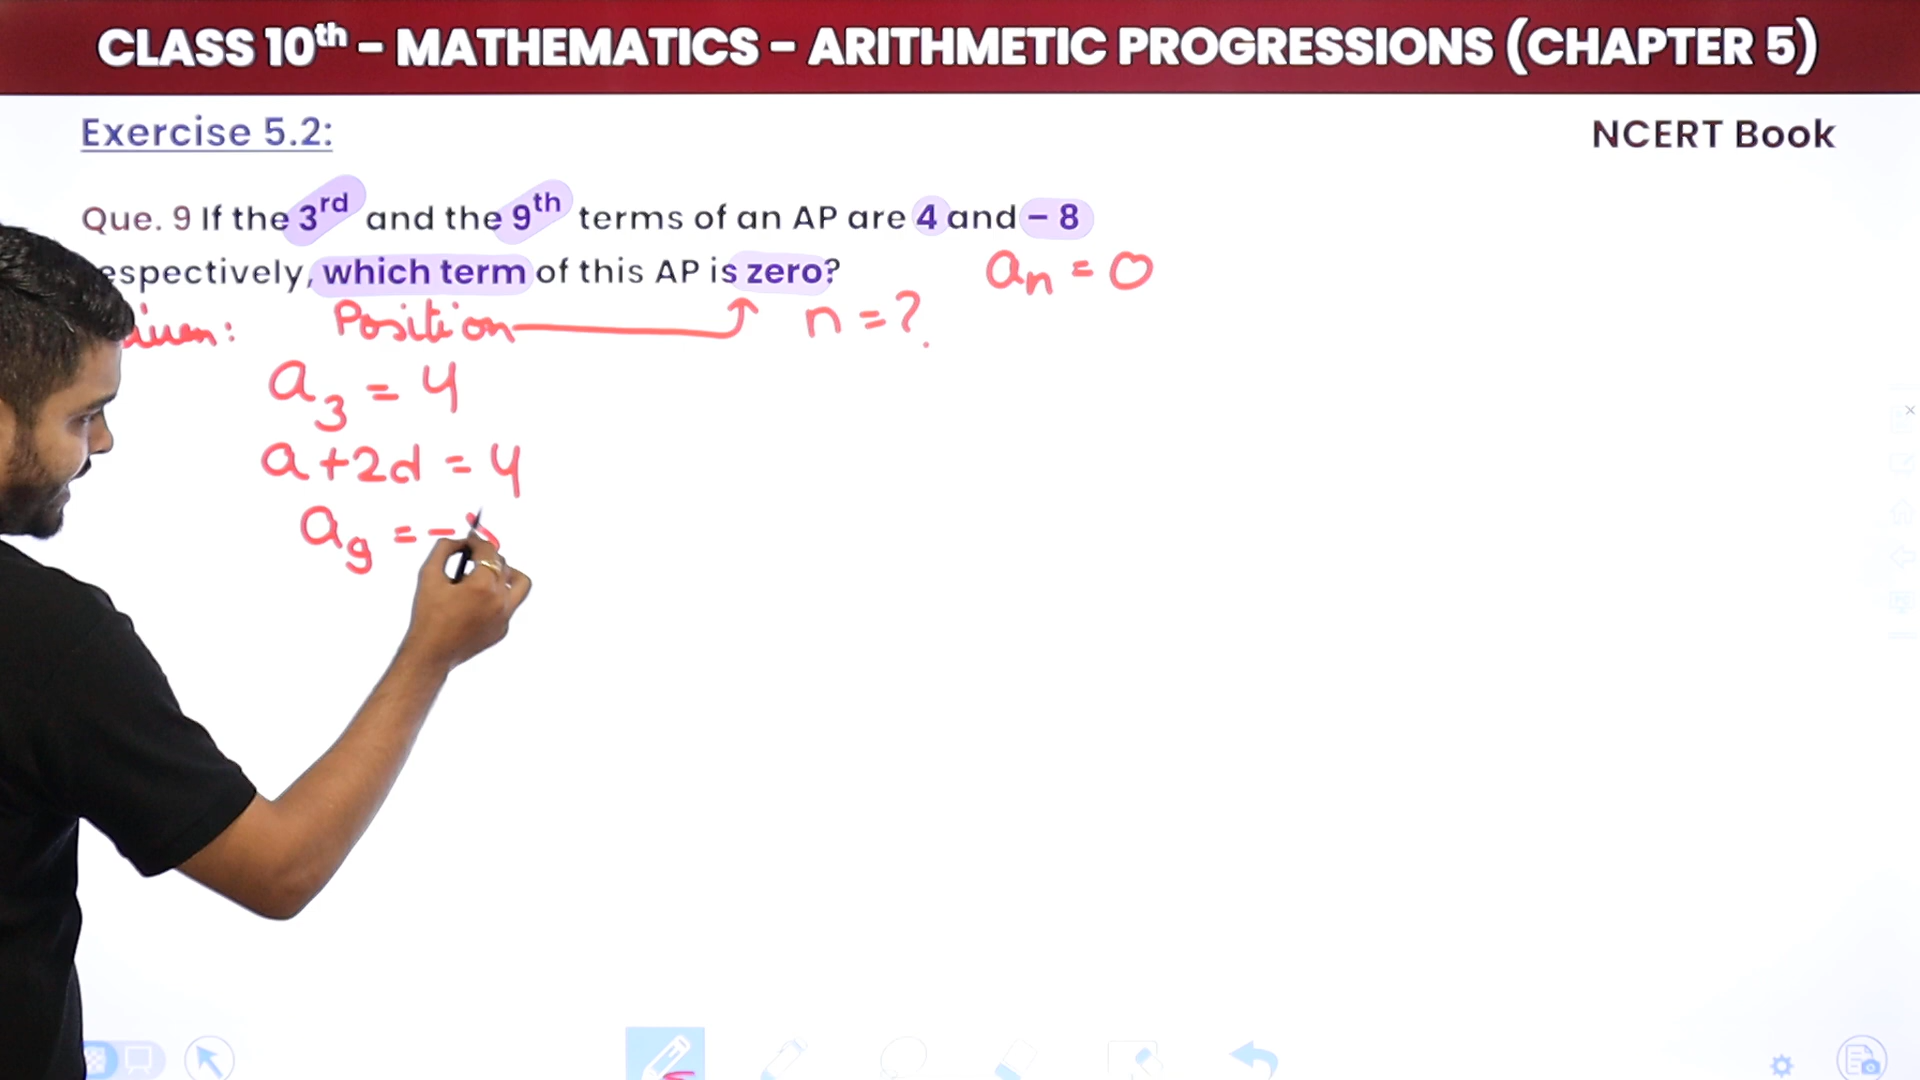 CLASS 10th – MATHEMATICS – ARITHMETIC PROGRESSIONS (CHAPTER 5)
Exercise 5.2:
NCERT Book
Que. 9 If the 3rd and the 9th terms of an AP are 4 and – 8
espectively, which term of this AP is zero?
an = 0
Position
n = ?
a3 = 4
a + 2d = 4
a9 = -